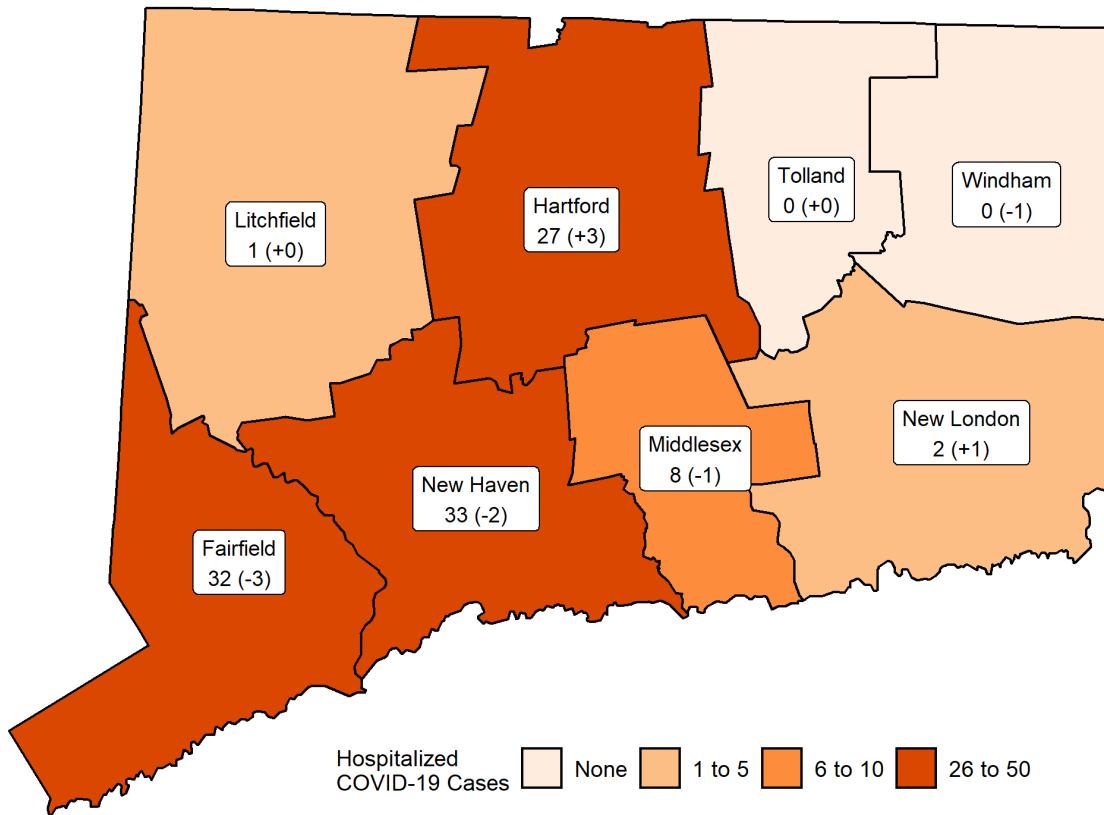 Tolland
0 (+0)
Windham
0 (-1)
Litchfield
1 (+0)
Hartford
27 (+3)
New London
2 (+1)
Middlesex
8 (-1)
New Haven
33 (-2)
Fairfield
32 (-3)
Hospitalized
COVID-19 Cases
None
1 to 5
6 to 10
26 to 50